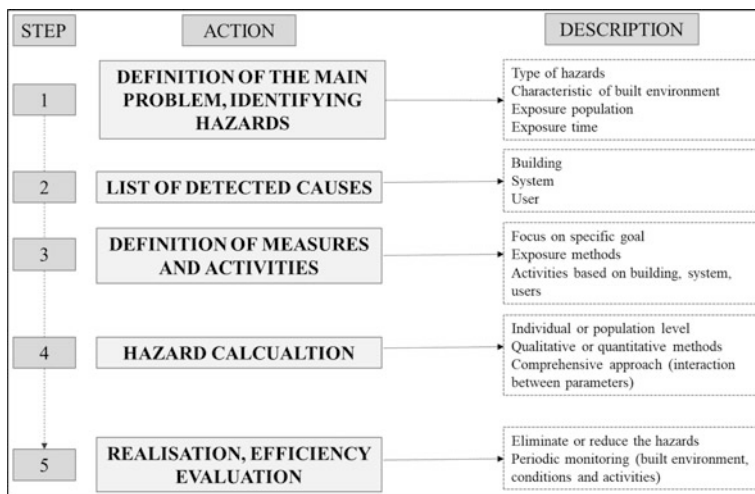 STEP
ACTION
DESCRIPTION
1
DEFINITION OF THE MAIN
PROBLEM, IDENTIFYING
HAZARDS
Type of hazards
Characteristic of built environment
Exposure population
Exposure time
2
LIST OF DETECTED CAUSES
Building
System
User
3
DEFINITION OF MEASURES
AND ACTIVITIES
Focus on specific goal
Exposure methods
Activities based on building, system,
users
4
HAZARD CALCUALTION
Individual or population level
Qualitative or quantitative methods
Comprehensive approach (interaction
between parameters)
5
REALISATION, EFFICIENCY
EVALUATION
Eliminate or reduce the hazards
Periodic monitoring (built environment,
conditions and activities)